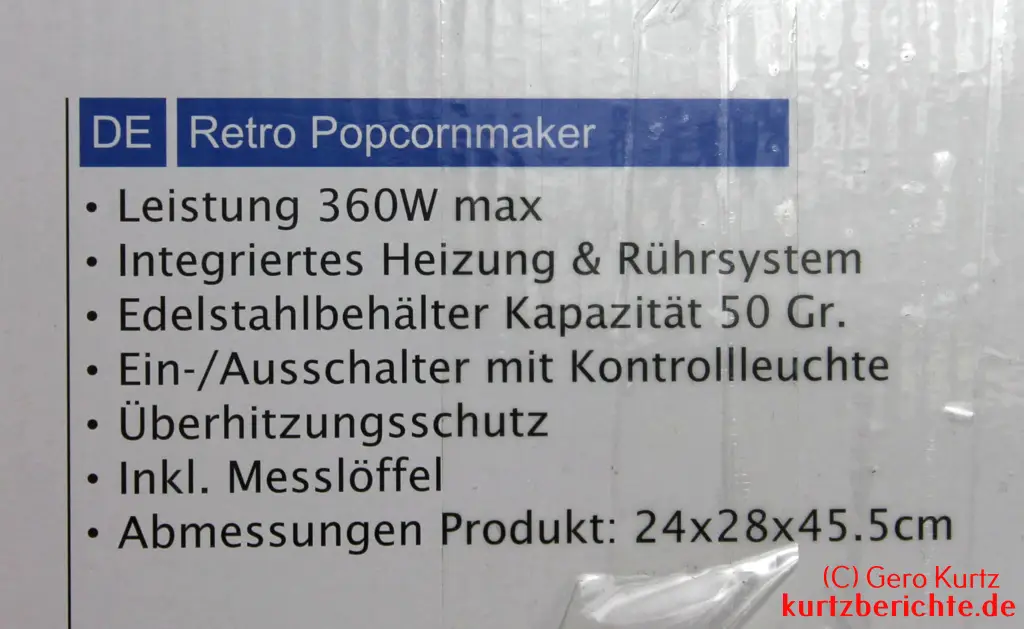 DE Retro Popcornmaker
• Leistung 360W max
• Integriertes Heizung & Rührsystem
• Edelstahlbehälter Kapazität 50 Gr.
• Ein-/Ausschalter mit Kontrollleuchte
• Überhitzungsschutz
• Inkl. Messlöffel
• Abmessungen Produkt: 24x28x45.5cm
(C) Gero Kurtz
kurtzberichte.de